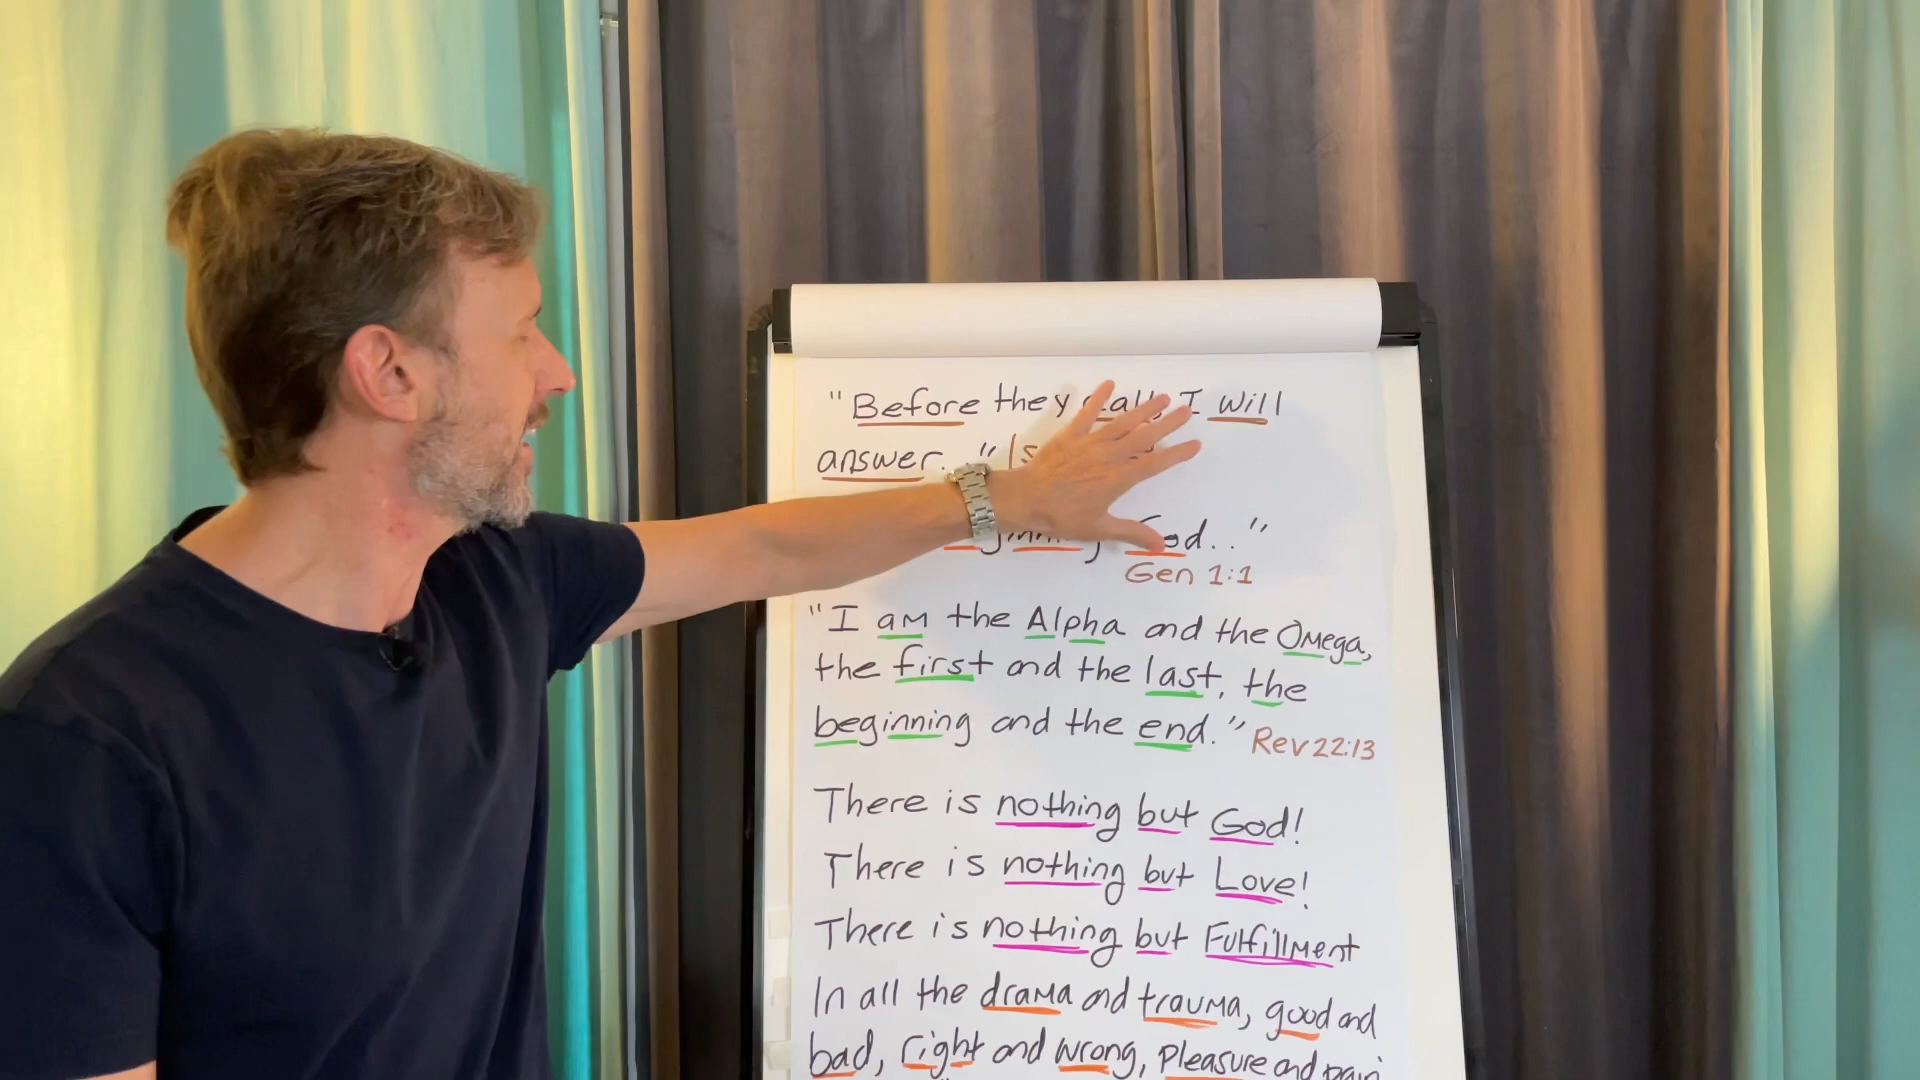 "Before they call, I will
answer.. "
God.."
Gen 1:1
"I am the Alpha and the Omega,
the first and the last, the
beginning and the end."
Rev 22:13
There is nothing but God!
There is nothing but Love!
There is nothing but Fulfillment
In all the drama and trauma, good and
bad, right and wrong, pleasure and pain